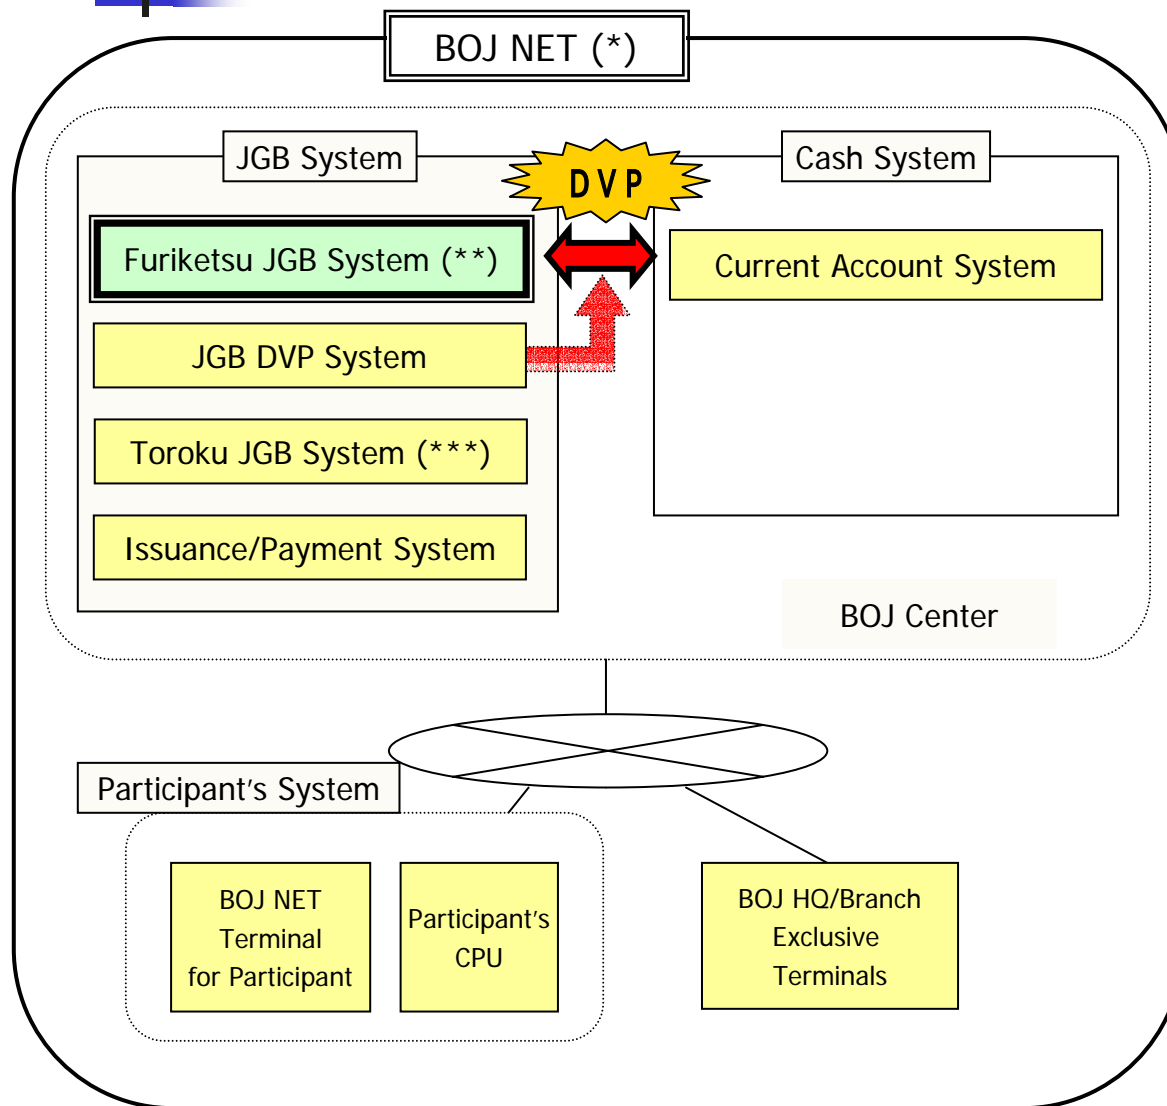 BOJ NET (*)
JGB System
DVP
Cash System
Furiketsu JGB System (**)
Current Account System
JGB DVP System
Toroku JGB System (***)
Issuance/Payment System
BOJ Center
Participant's System
BOJ NET
Terminal
for Participant
Participant's
CPU
BOJ HQ/Branch
Exclusive
Terminals